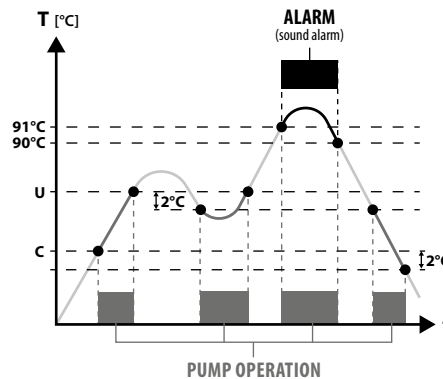 ALARM
(sound alarm)
T [°C]
91°C
90°C
U
2°C
C
2°C
PUMP OPERATION